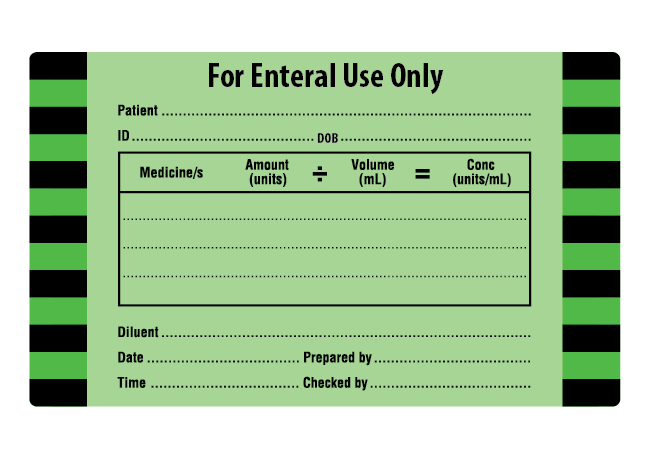 For Enteral Use Only
Patient
ID DOB
Medicine/s Amount (units) ÷ Volume (mL) = Conc (units/mL)
Diluent
Date Prepared by
Time Checked by